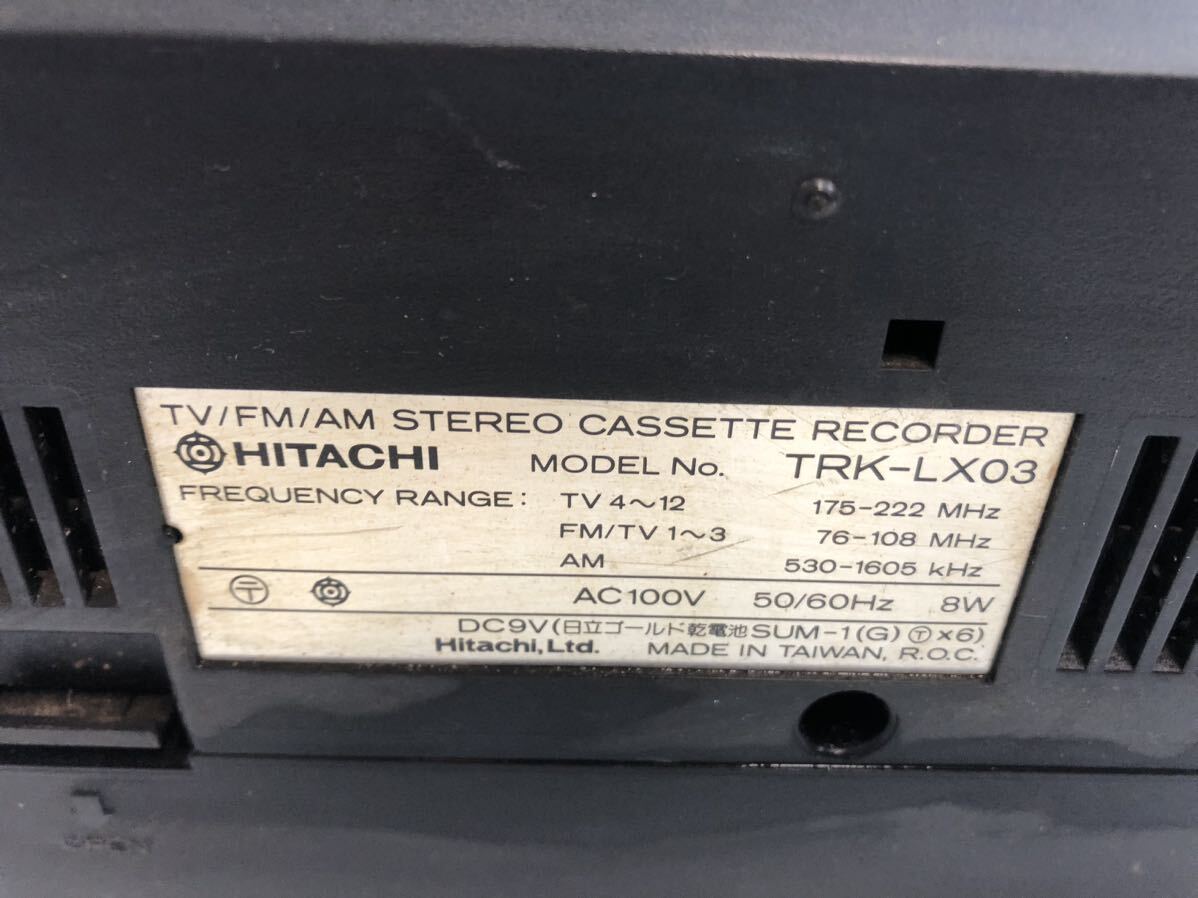 TV/FM/AM STEREO CASSETTE RECORDER
HITACHI MODEL No. TRK-LX03
FREQUENCY RANGE: TV 4~12 175-222 MHz
FM/TV 1~3 76-108 MHz
AM 530-1605 kHz
〒 AC100V 50/60Hz 8W
DC9V(日立ゴールド乾電池SUM-1(G)Ⓣ×6)
Hitachi,Ltd. MADE IN TAIWAN, R.O.C.
OPEN